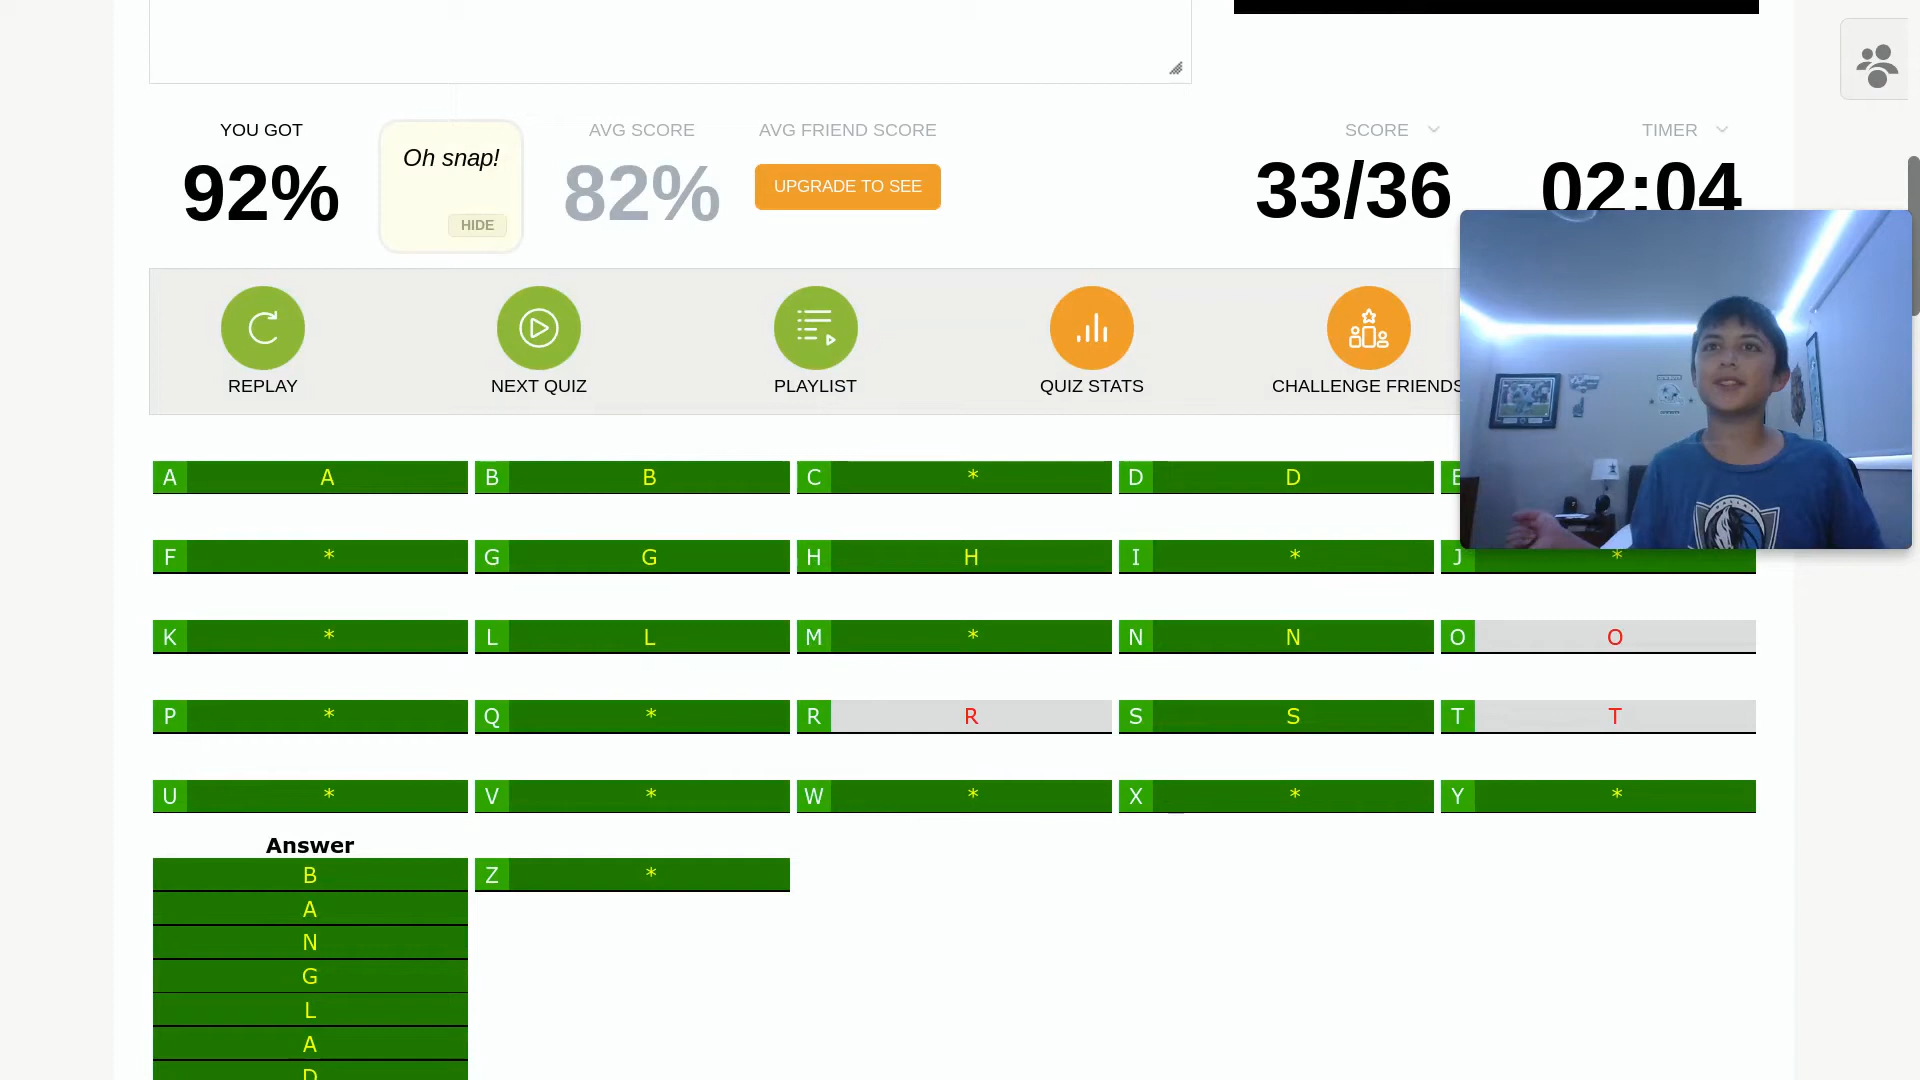 YOU GOT
92%
Oh snap!
HIDE
AVG SCORE
82%
AVG FRIEND SCORE
UPGRADE TO SEE
SCORE
33/36
TIMER
02:04
REPLAY
NEXT QUIZ
PLAYLIST
QUIZ STATS
CHALLENGE FRIENDS
A A B B C * D D E
F * G G H H I * J *
K * L L M * N N O O
P * Q * R R S S T T
U * V * W * X * Y *
Answer
B Z *
A
N
G
L
A
D